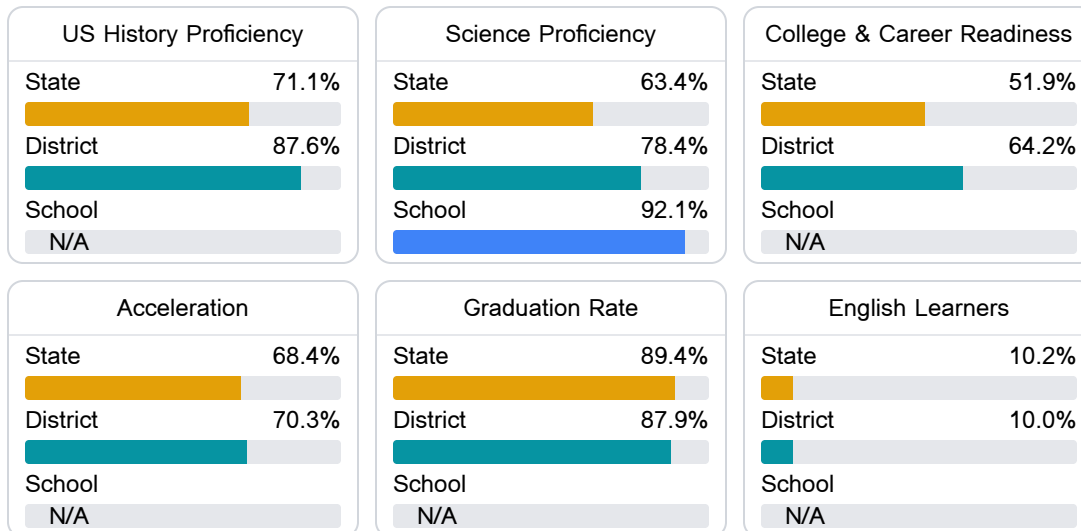 US History Proficiency
State 71.1%
District 87.6%
School
N/A
Science Proficiency
State 63.4%
District 78.4%
School 92.1%
College & Career Readiness
State 51.9%
District 64.2%
School
N/A
Acceleration
State 68.4%
District 70.3%
School
N/A
Graduation Rate
State 89.4%
District 87.9%
School
N/A
English Learners
State 10.2%
District 10.0%
School
N/A